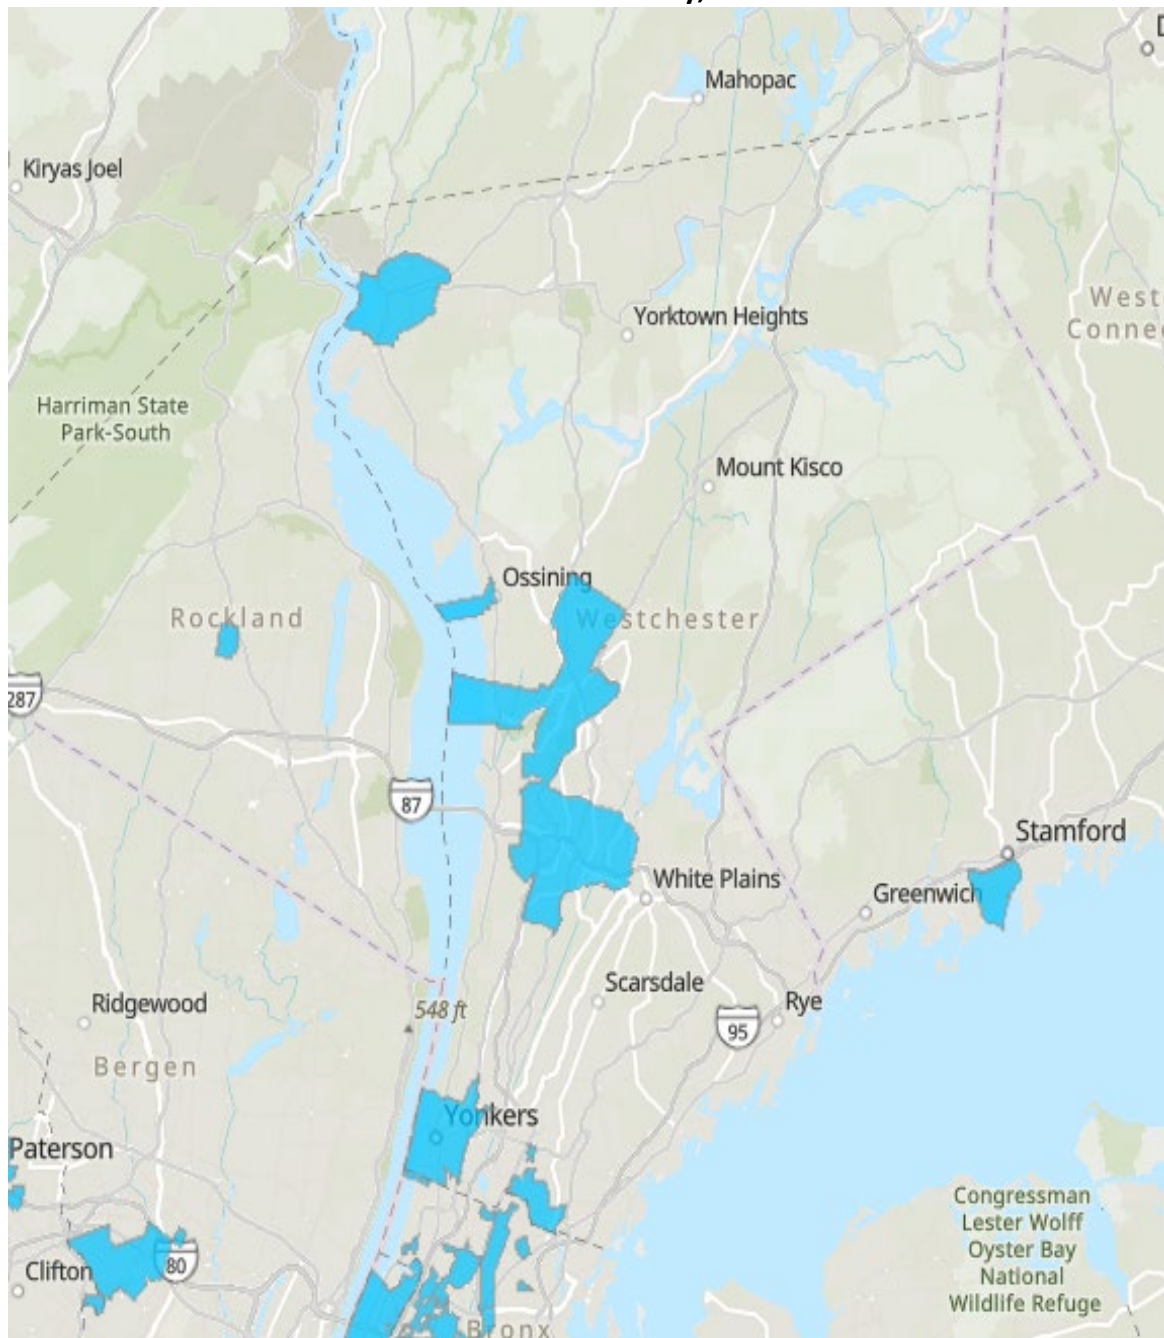 y,
D
Mahopac
Kiryas Joel
West
Connec
Yorktown Heights
Harriman State
Park-South
Mount Kisco
Ossining
Rockland
Westchester
287
87
Stamford
White Plains
Greenwich
Scarsdale
Ridgewood
548 ft
Rye
95
Bergen
Yonkers
Paterson
Congressman
Lester Wolff
Oyster Bay
National
Wildlife Refuge
80
Clifton
Bronx